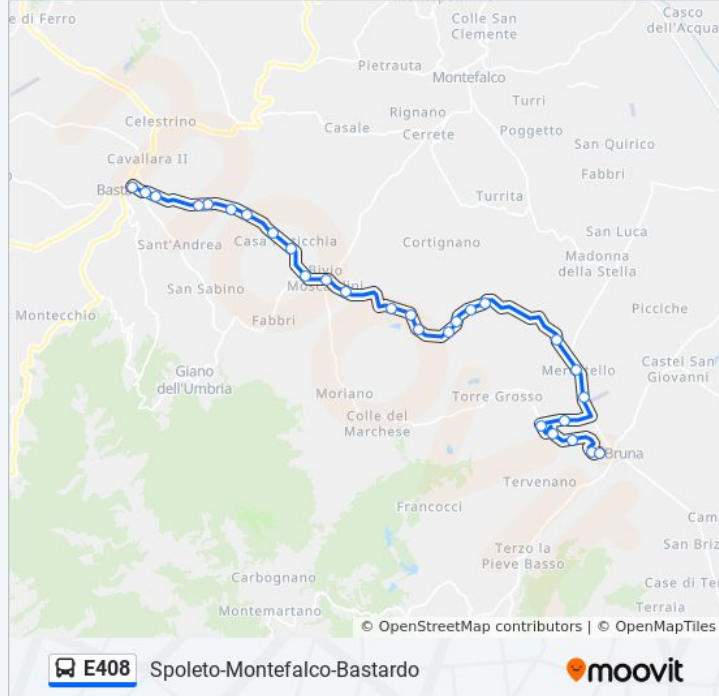 e di Ferro
Colle San
Clemente
Casco
dell'Acqua
Pietrauta
Montefalco
Turri
Rignano
Celestrino
Casale
Cerrete
Poggetto
San Quirico
Cavallara II
Fabbri
Turrita
San Luca
Sant'Andrea
Cortignano
Madonna
della Stella
Bivio
San Sabino
Picciche
Montecchio
Fabbri
Castel San
Giovanni
Giano
dell'Umbria
Moriano
Torre Grosso
Colle del
Marchese
Bruna
Tervenano
Francocci
Cam
Terzo la
Pieve Basso
San Briz
Carbognano
Case di Te
Montemartano
Terraia
© OpenStreetMap contributors | © OpenMapTiles
E408 Spoleto-Montefalco-Bastardo
moovit